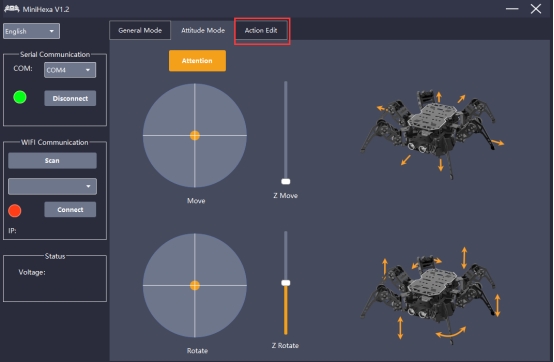 MiniHexa V1.2
English
General Mode
Attitude Mode
Action Edit
Serial Communication
COM:
COM4
Disconnect
WIFI Communication
Scan
Connect
IP:
Status
Voltage:
Attention
Move
Z Move
Rotate
Z Rotate